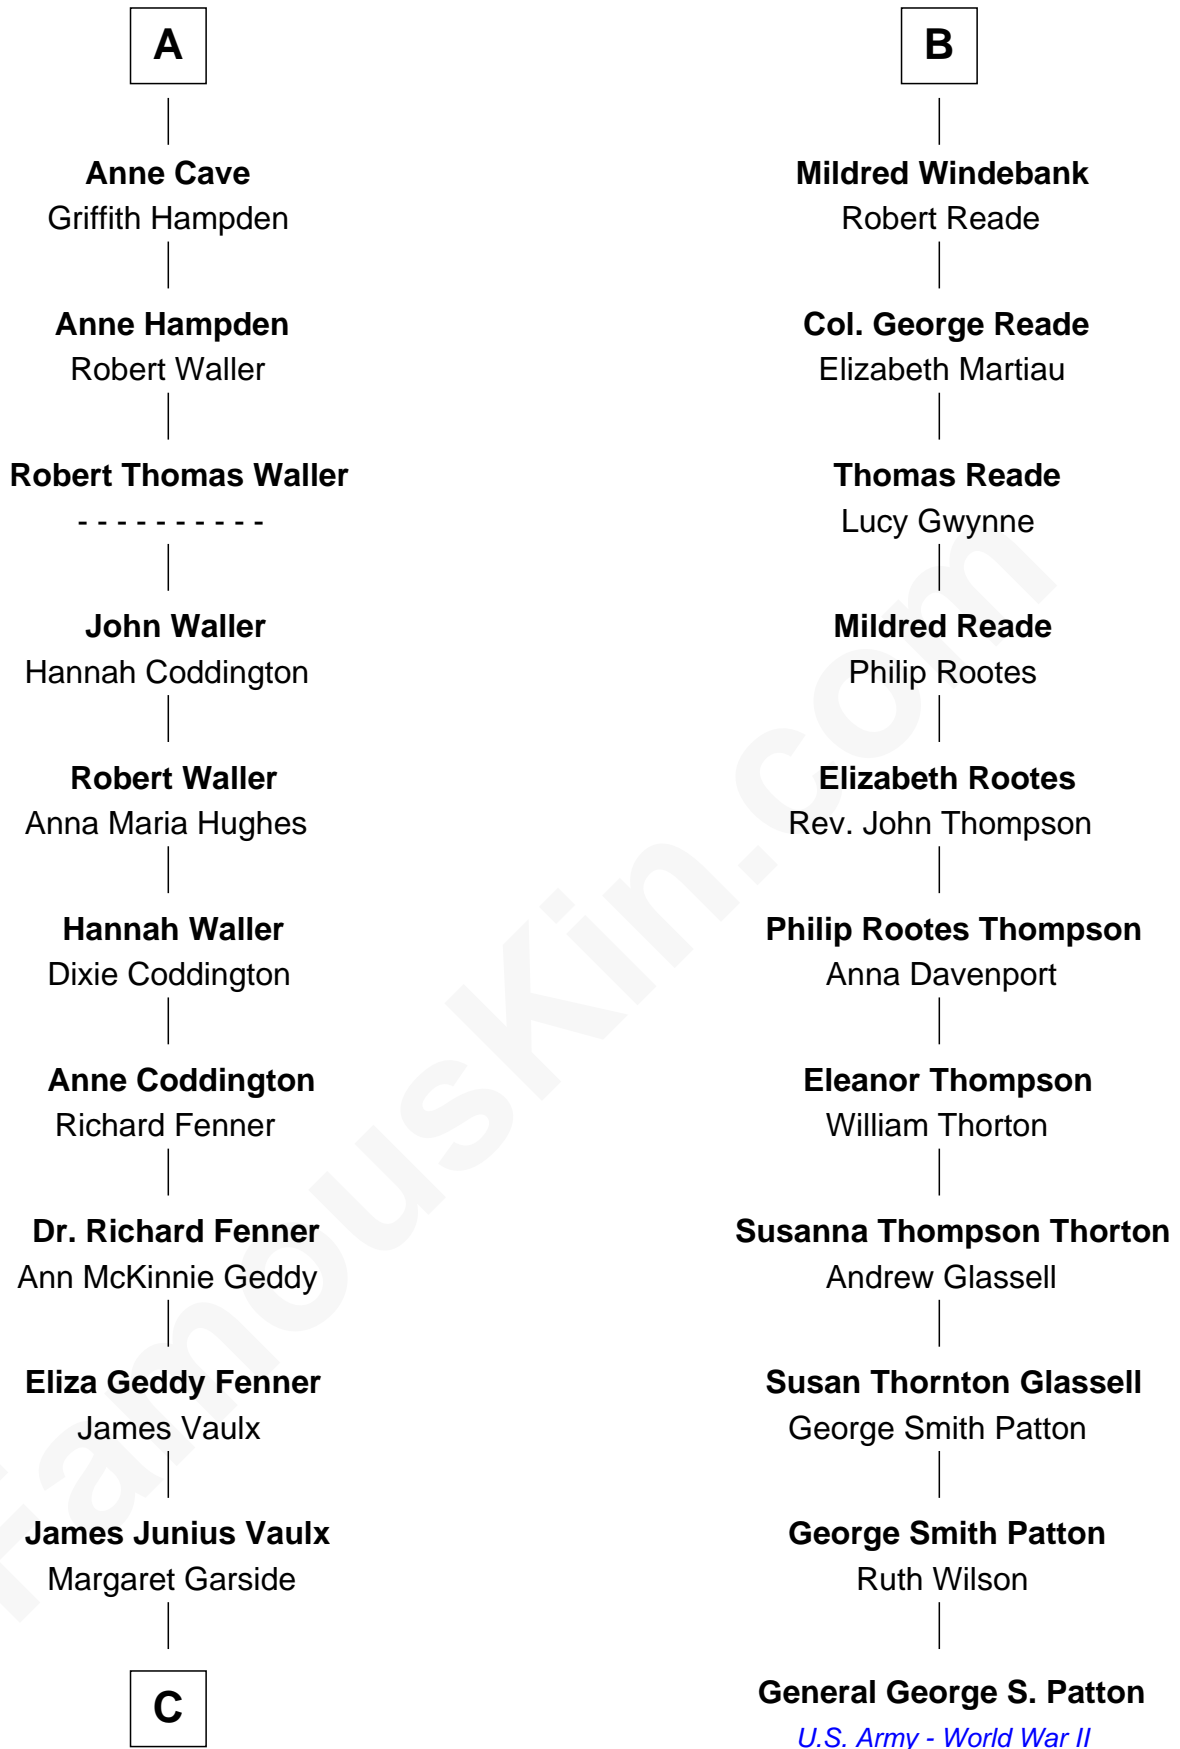 A
Anne Cave
Griffith Hampden
Anne Hampden
Robert Waller
Robert Thomas Waller
- - - - - - - - - -
John Waller
Hannah Coddington
Robert Waller
Anna Maria Hughes
Hannah Waller
Dixie Coddington
Anne Coddington
Richard Fenner
Dr. Richard Fenner
Ann McKinnie Geddy
Eliza Geddy Fenner
James Vaulx
James Junius Vaulx
Margaret Garside
C
B
Mildred Windebank
Robert Reade
Col. George Reade
Elizabeth Martiau
Thomas Reade
Lucy Gwynne
Mildred Reade
Philip Rootes
Elizabeth Rootes
Rev. John Thompson
Philip Rootes Thompson
Anna Davenport
Eleanor Thompson
William Thorton
Susanna Thompson Thorton
Andrew Glassell
Susan Thornton Glassell
George Smith Patton
George Smith Patton
Ruth Wilson
General George S. Patton
U.S. Army - World War II
FamousKin.com